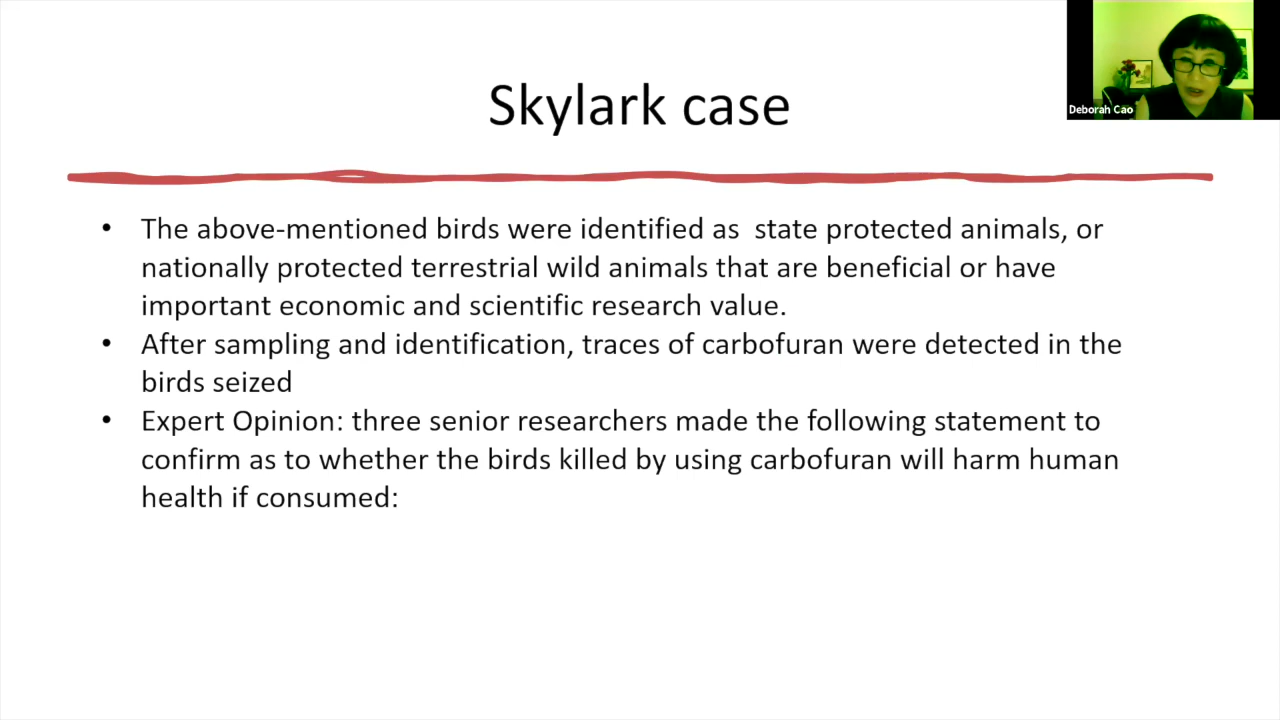 Skylark case
Deborah Cao
• The above-mentioned birds were identified as  state protected animals, or
nationally protected terrestrial wild animals that are beneficial or have
important economic and scientific research value.
• After sampling and identification, traces of carbofuran were detected in the
birds seized
• Expert Opinion: three senior researchers made the following statement to
confirm as to whether the birds killed by using carbofuran will harm human
health if consumed: